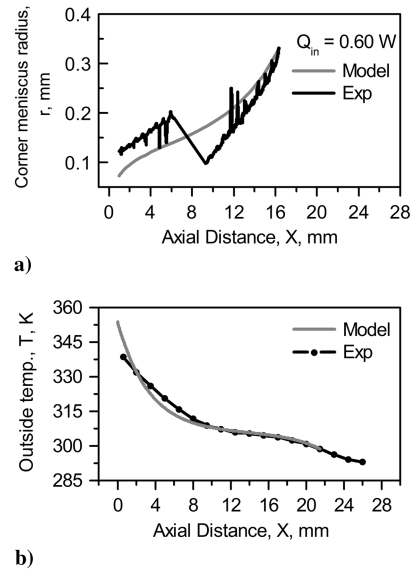 Corner meniscus radius,
r, mm
0.4
0.3
0.2
0.1
Q_in = 0.60 W
Model
Exp
0 4 8 12 16 20 24 28
Axial Distance, X, mm
a)
Outside temp., T, K
360
345
330
315
300
285
Model
Exp
0 4 8 12 16 20 24 28
Axial Distance, X, mm
b)